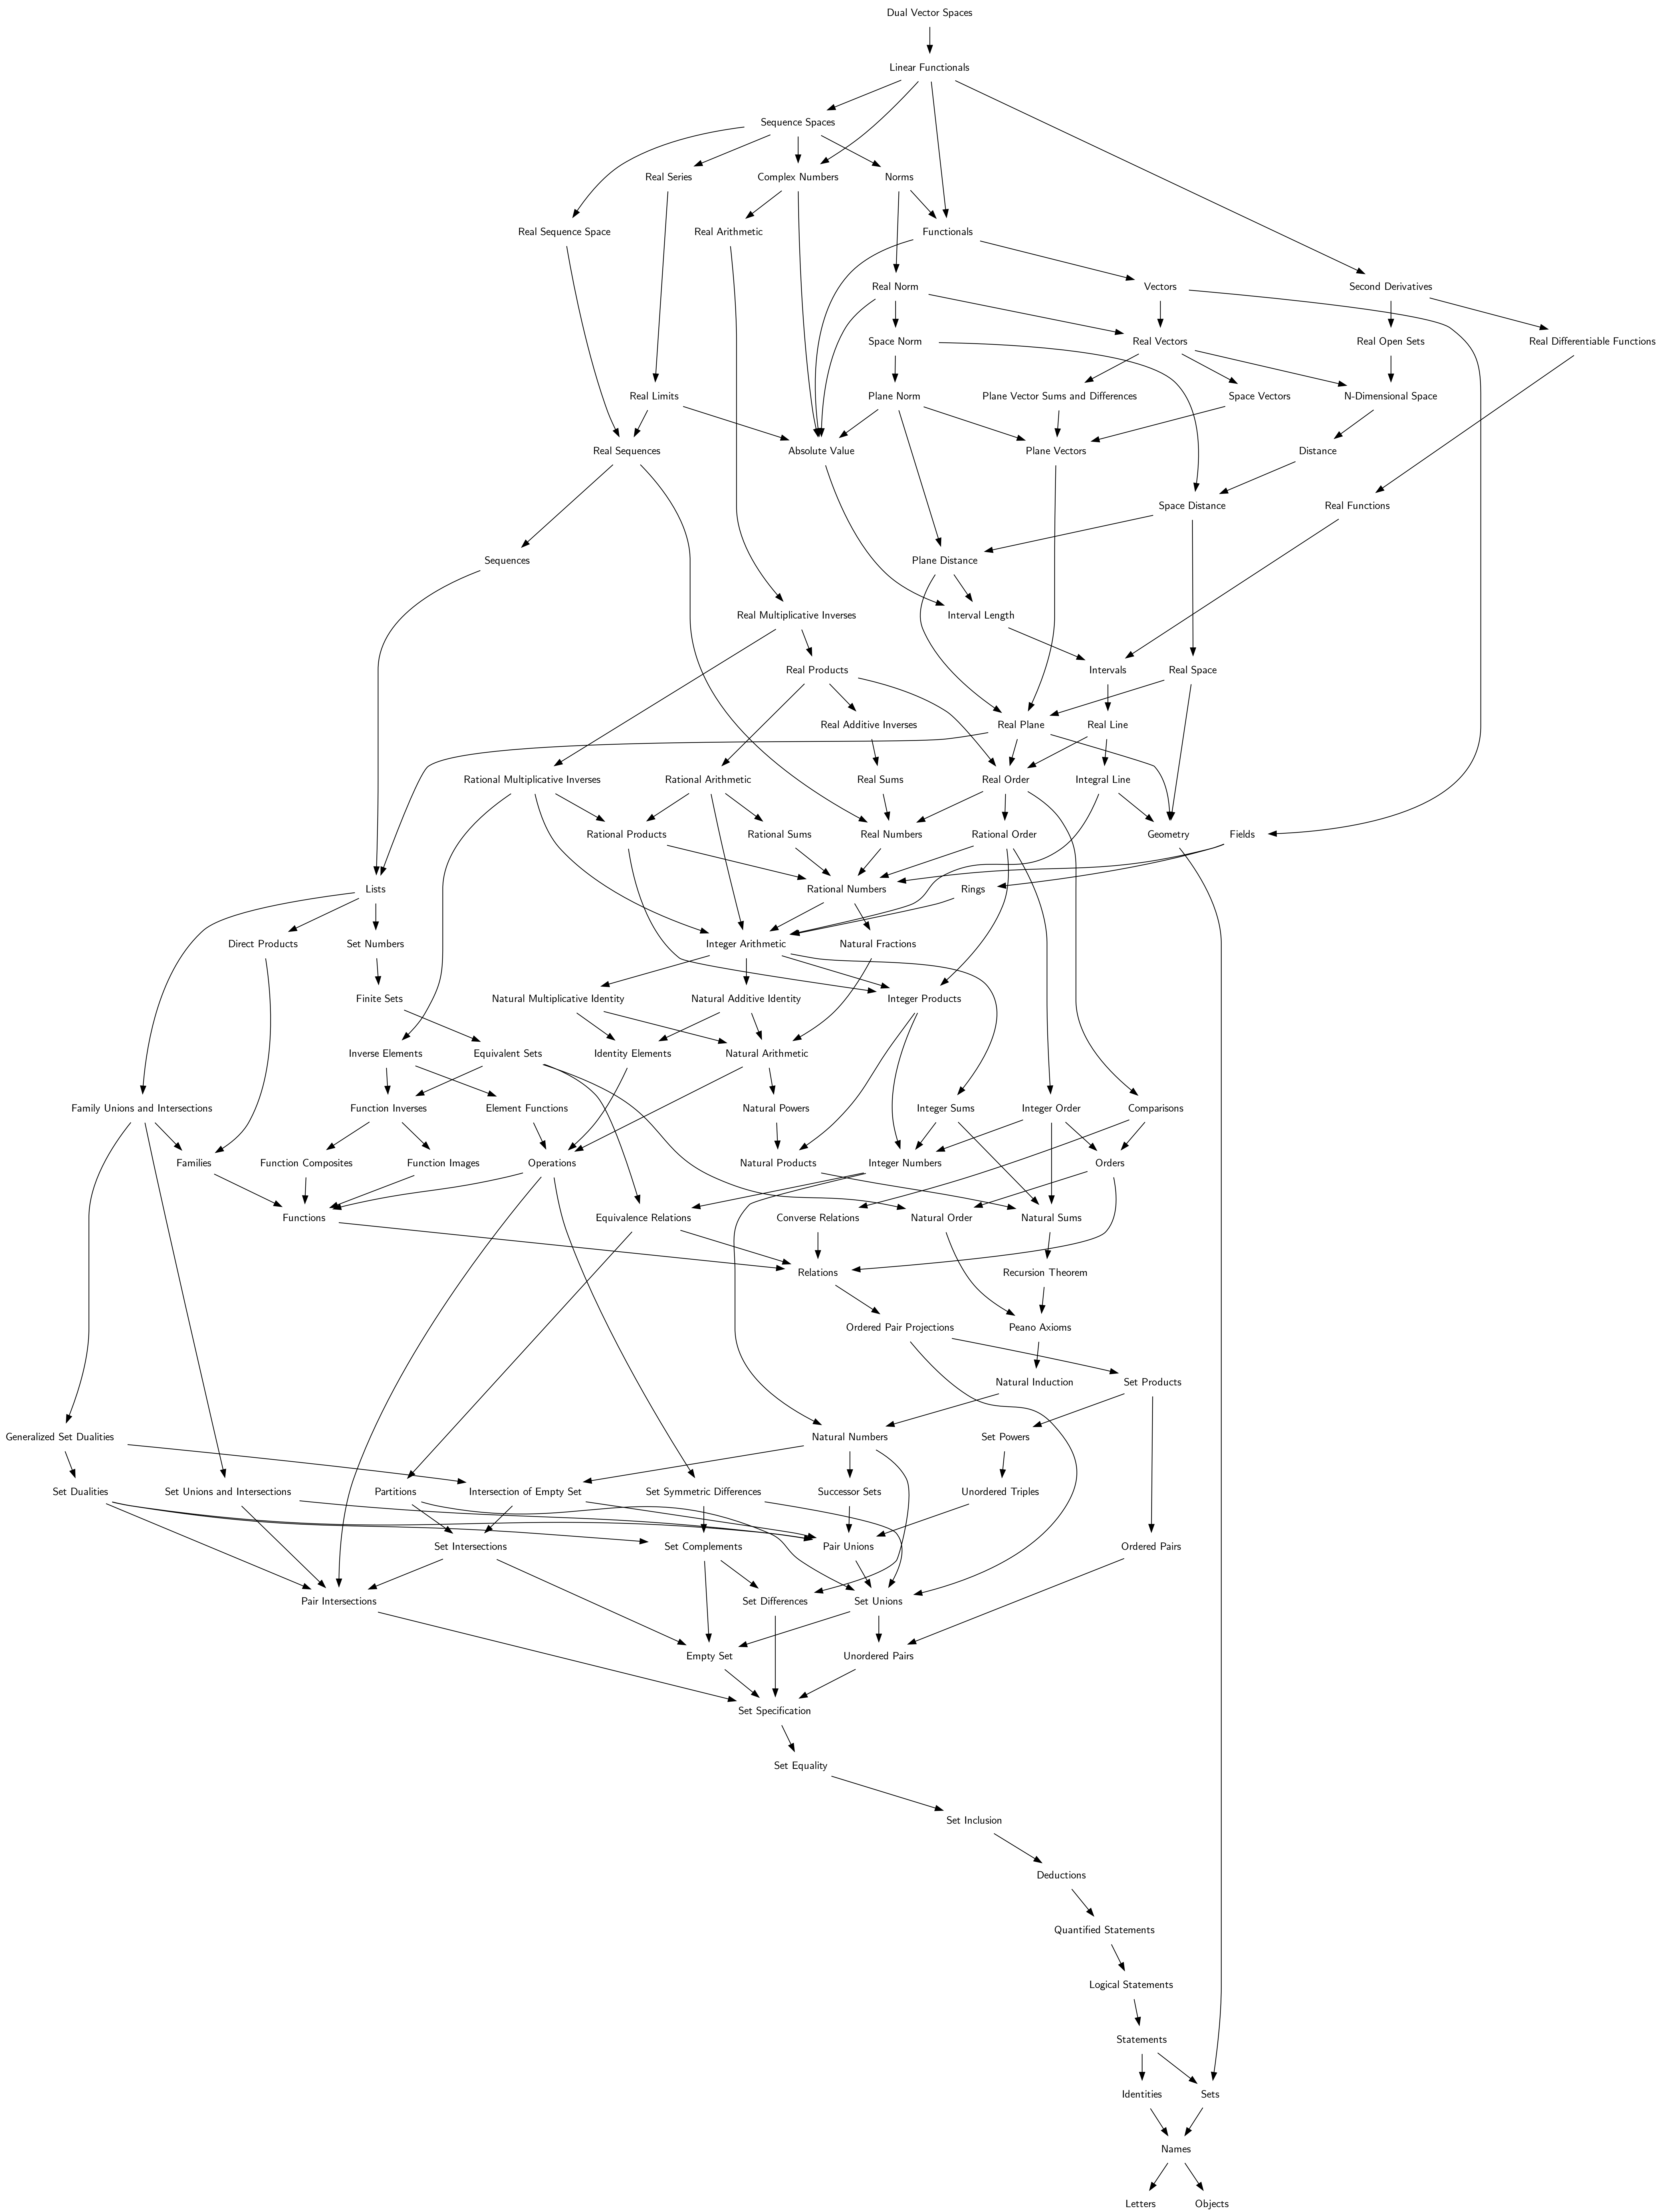 Dual Vector Spaces
Linear Functionals
Sequence Spaces
Real Series
Complex Numbers
Norms
Real Sequence Space
Real Arithmetic
Functionals
Real Norm
Vectors
Second Derivatives
Space Norm
Real Vectors
Real Open Sets
Real Differentiable Functions
Real Limits
Plane Norm
Plane Vector Sums and Differences
Space Vectors
N-Dimensional Space
Real Sequences
Absolute Value
Plane Vectors
Distance
Space Distance
Real Functions
Sequences
Plane Distance
Real Multiplicative Inverses
Interval Length
Real Products
Intervals
Real Space
Real Additive Inverses
Real Plane
Real Line
Rational Multiplicative Inverses
Rational Arithmetic
Real Sums
Real Order
Integral Line
Rational Products
Rational Sums
Real Numbers
Rational Order
Geometry
Fields
Lists
Rational Numbers
Rings
Direct Products
Set Numbers
Integer Arithmetic
Natural Fractions
Finite Sets
Natural Multiplicative Identity
Natural Additive Identity
Integer Products
Inverse Elements
Equivalent Sets
Identity Elements
Natural Arithmetic
Family Unions and Intersections
Function Inverses
Element Functions
Natural Powers
Integer Sums
Integer Order
Comparisons
Families
Function Composites
Function Images
Operations
Natural Products
Integer Numbers
Orders
Functions
Equivalence Relations
Converse Relations
Natural Order
Natural Sums
Relations
Recursion Theorem
Ordered Pair Projections
Peano Axioms
Natural Induction
Set Products
Generalized Set Dualities
Natural Numbers
Set Powers
Set Dualities
Set Unions and Intersections
Partitions
Intersection of Empty Set
Set Symmetric Differences
Successor Sets
Unordered Triples
Set Intersections
Set Complements
Pair Unions
Ordered Pairs
Pair Intersections
Set Differences
Set Unions
Empty Set
Unordered Pairs
Set Specification
Set Equality
Set Inclusion
Deductions
Quantified Statements
Logical Statements
Statements
Identities
Sets
Names
Letters
Objects